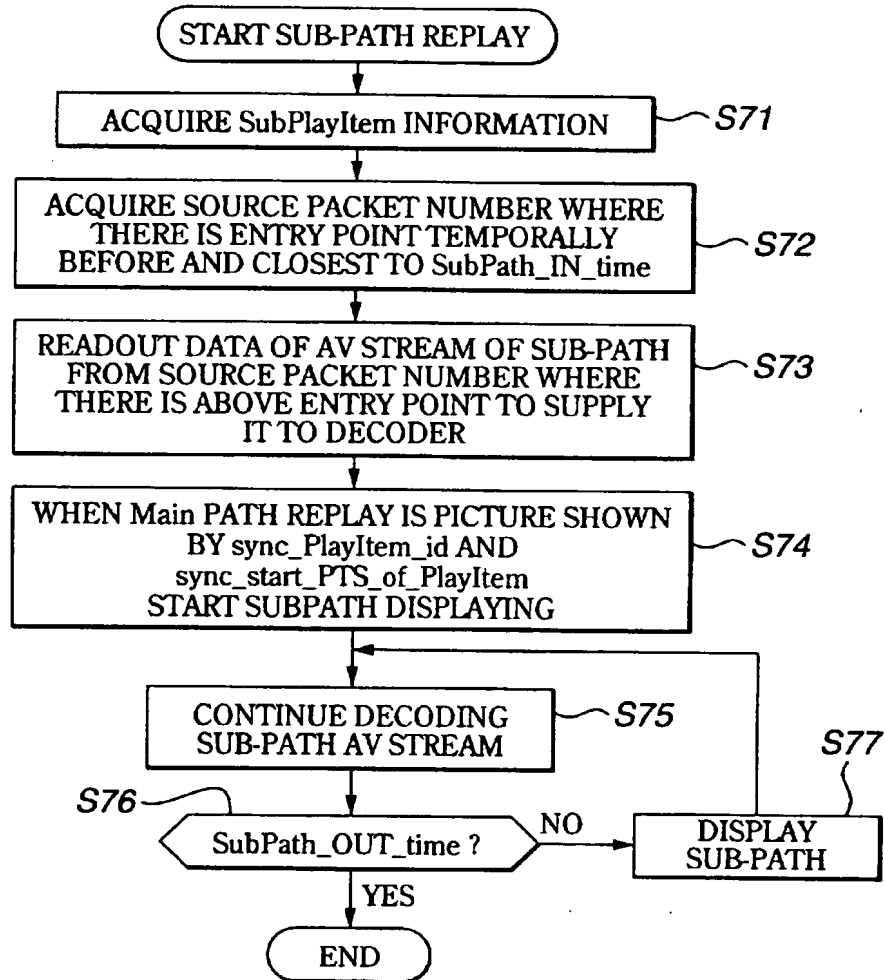 START SUB-PATH REPLAY
ACQUIRE SubPlayItem INFORMATION
S71
ACQUIRE SOURCE PACKET NUMBER WHERE
THERE IS ENTRY POINT TEMPORALLY
BEFORE AND CLOSEST TO SubPath_IN_time
S72
READOUT DATA OF AV STREAM OF SUB-PATH
FROM SOURCE PACKET NUMBER WHERE
THERE IS ABOVE ENTRY POINT TO SUPPLY
IT TO DECODER
S73
WHEN Main PATH REPLAY IS PICTURE SHOWN
BY sync_PlayItem_id AND
sync_start_PTS_of_PlayItem
START SUBPATH DISPLAYING
S74
CONTINUE DECODING
SUB-PATH AV STREAM
S75
S76
SubPath_OUT_time ?
NO
S77
DISPLAY
SUB-PATH
YES
END